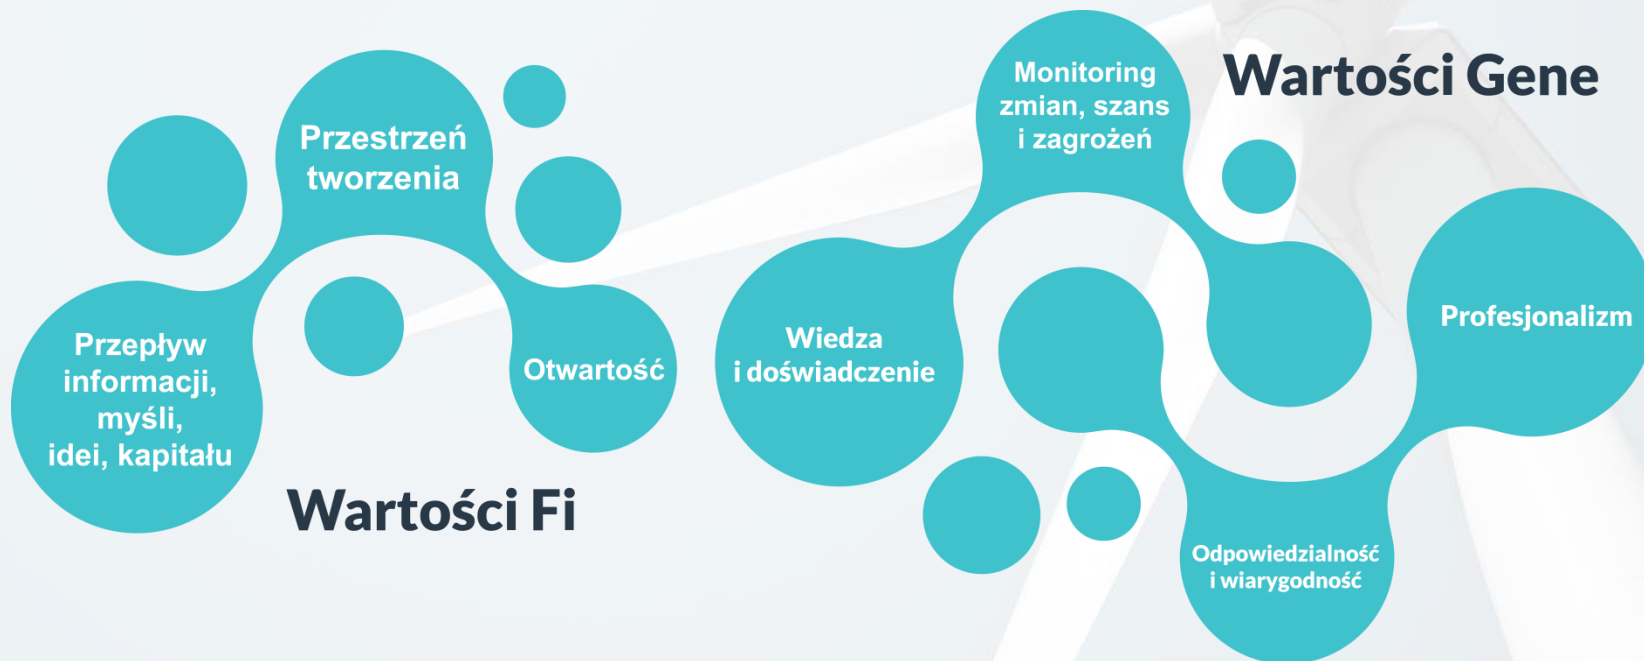 Przestrzeń
tworzenia
Przepływ
informacji,
myśli,
idei, kapitału
Otwartość
Wartości Fi
Wartości Gene
Monitoring
zmian, szans
i zagrożeń
Wiedza
i doświadczenie
Profesjonalizm
Odpowiedzialność
i wiarygodność